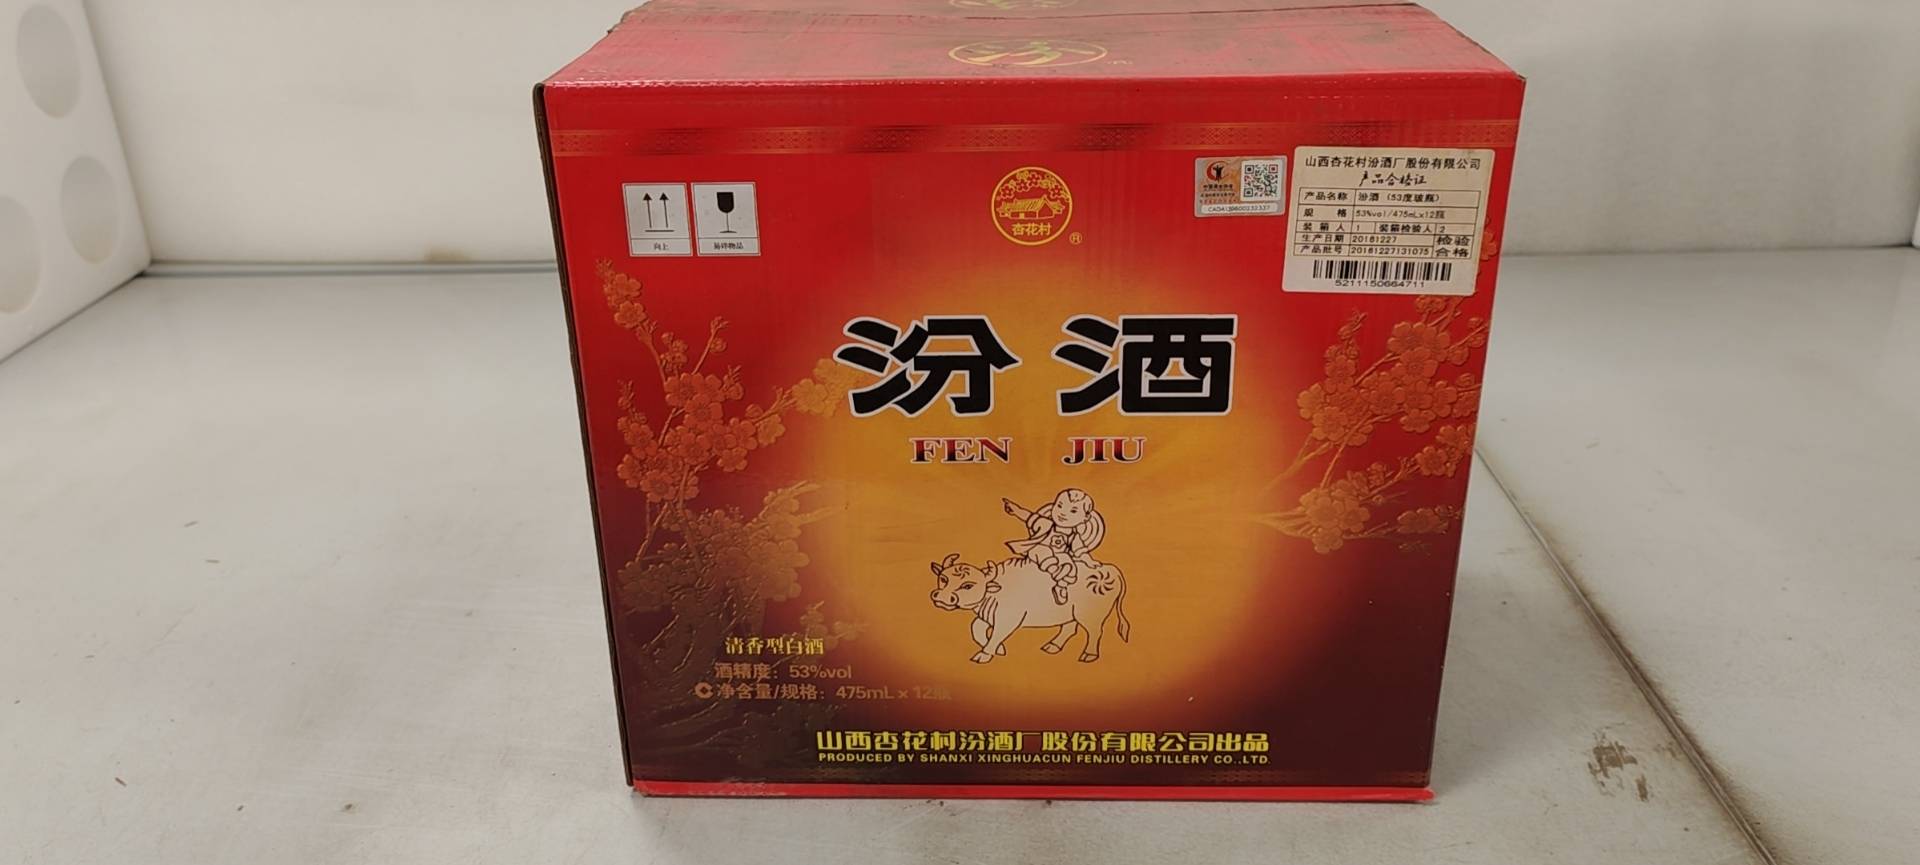 汾
向上
易碎物品
杏花村
®
山西杏花村汾酒厂股份有限公司
产品合格证
产品名称 汾酒（53度玻瓶）
规 格 53%vol/475mL×12瓶
装箱人 1 装箱检验人 2
生产日期 20181227 检验
产品批号 20181227131075 合格
5211150664711
汾酒
FEN JIU
清香型白酒
酒精度：53%vol
净含量/规格：475mL×12瓶
山西杏花村汾酒厂股份有限公司出品
PRODUCED BY SHANXI XINGHUACUN FENJIU DISTILLERY CO.,LTD.